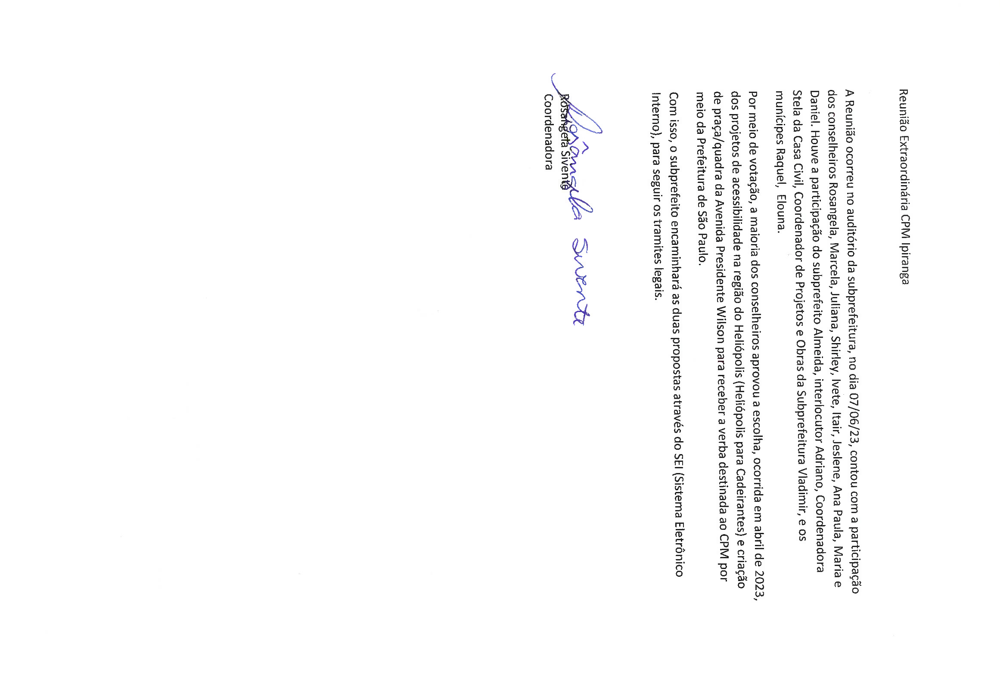 Reunião Extraordinária CPM Ipiranga
A Reunião ocorreu no auditório da subprefeitura, no dia 07/06/23, contou com a participação
dos conselheiros Rosangela, Marcela, Juliana, Shirley, Ivete, Itair, Jeslene, Ana Paula, Maria e
Daniel. Houve a participação do subprefeito Almeida, interlocutor Adriano, Coordenadora
Stela da Casa Civil, Coordenador de Projetos e Obras da Subprefeitura Vladimir, e os
munícipes Raquel, Elouna.
Por meio de votação, a maioria dos conselheiros aprovou a escolha, ocorrida em abril de 2023,
dos projetos de acessibilidade na região do Heliópolis (Heliópolis para Cadeirantes) e criação
de praça/quadra da Avenida Presidente Wilson para receber a verba destinada ao CPM por
meio da Prefeitura de São Paulo.
Com isso, o subprefeito encaminhará as duas propostas através do SEI (Sistema Eletrônico
Interno), para seguir os tramites legais.
Rosângela Sivente
Rosangela Sivente
Coordenadora